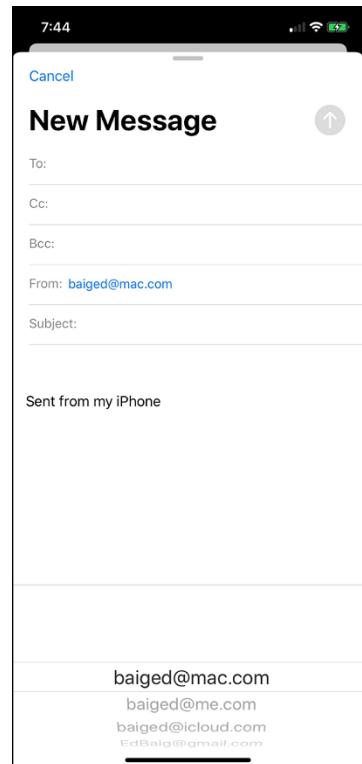 7:44
Cancel
New Message
To:
Cc:
Bcc:
From: baiged@mac.com
Subject:
Sent from my iPhone
baiged@mac.com
baiged@me.com
baiged@icloud.com
EdBaig@gmail.com